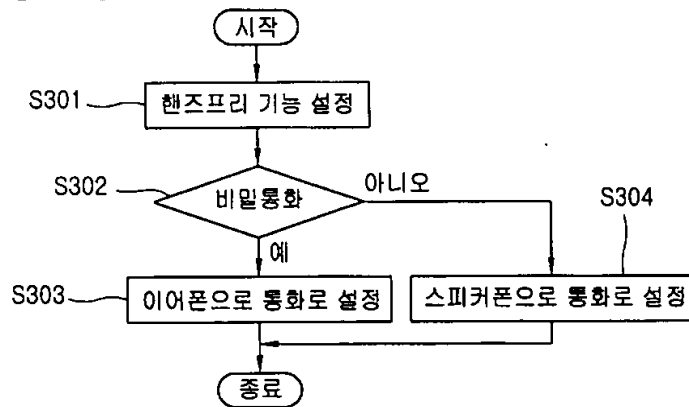 시작
S301
핸즈프리 기능 설정
S302
비밀통화
아니오
S304
예
S303
이어폰으로 통화로 설정
스피커폰으로 통화로 설정
종료